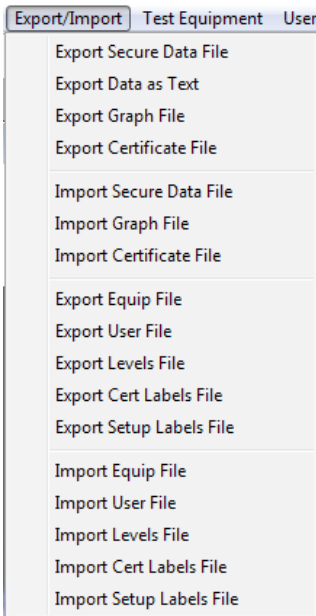 Export/Import Test Equipment User
Export Secure Data File
Export Data as Text
Export Graph File
Export Certificate File
Import Secure Data File
Import Graph File
Import Certificate File
Export Equip File
Export User File
Export Levels File
Export Cert Labels File
Export Setup Labels File
Import Equip File
Import User File
Import Levels File
Import Cert Labels File
Import Setup Labels File